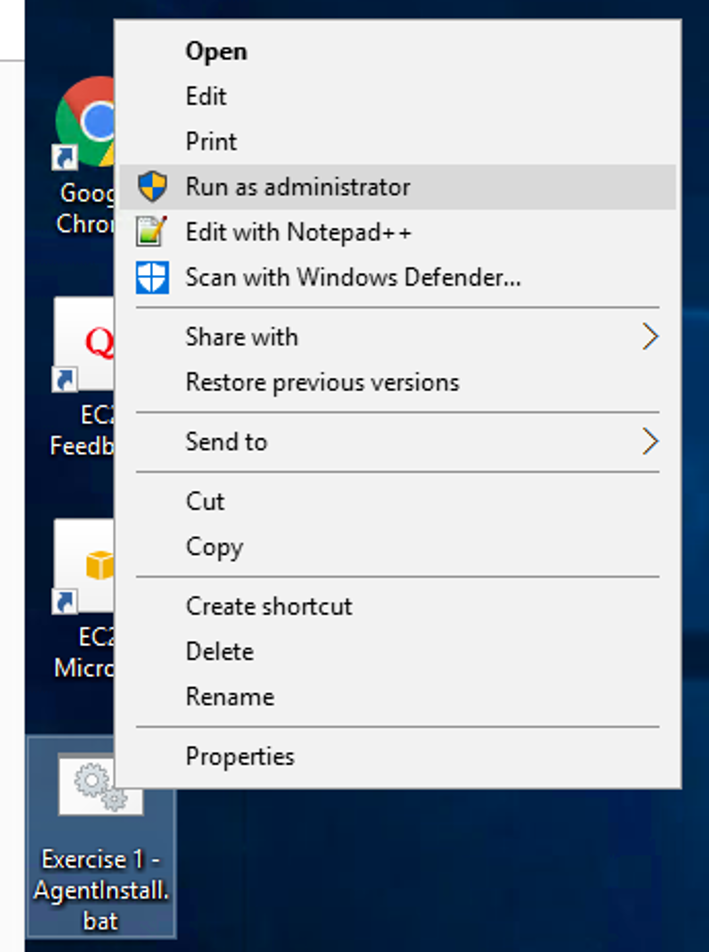 Open
Edit
Print
Run as administrator
Edit with Notepad++
Scan with Windows Defender...
Share with
Restore previous versions
Send to
Cut
Copy
Create shortcut
Delete
Rename
Properties
Goog
Chro
Q
EC2
Feedb
EC2
Micro
Exercise 1 -
AgentInstall.
bat